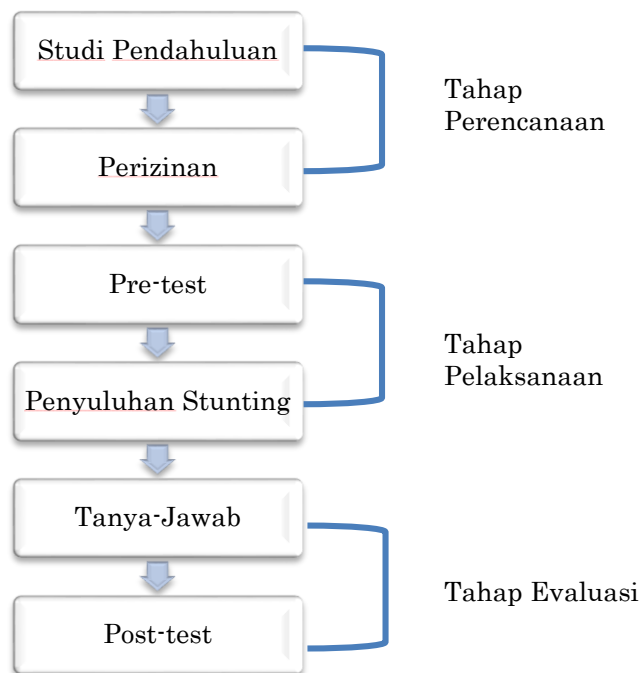 Studi Pendahuluan
Tahap
Perencanaan
Perizinan
Pre-test
Tahap
Pelaksanaan
Penyuluhan Stunting
Tanya-Jawab
Tahap Evaluasi
Post-test